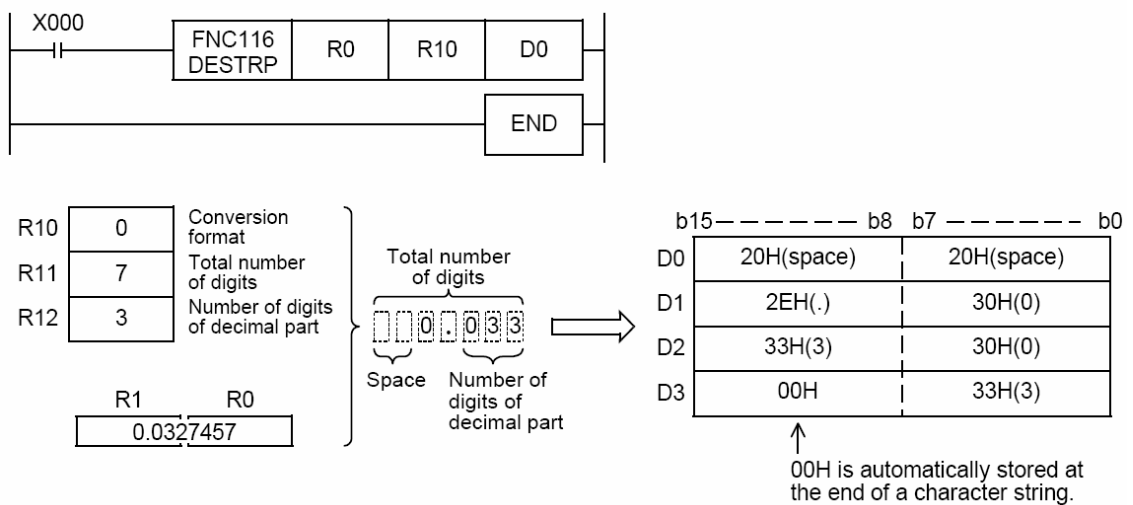 X000
FNC116
DESTRP
R0
R10
D0
END
R10
0
Conversion
format
R11
7
Total number
of digits
R12
3
Number of digits
of decimal part
R1
R0
0.0327457
Total number
of digits
0 . 0 3 3
Space
Number of
digits of
decimal part
b15 b8 b7 b0
D0 20H(space) 20H(space)
D1 2EH(.) 30H(0)
D2 33H(3) 30H(0)
D3 00H 33H(3)
00H is automatically stored at
the end of a character string.